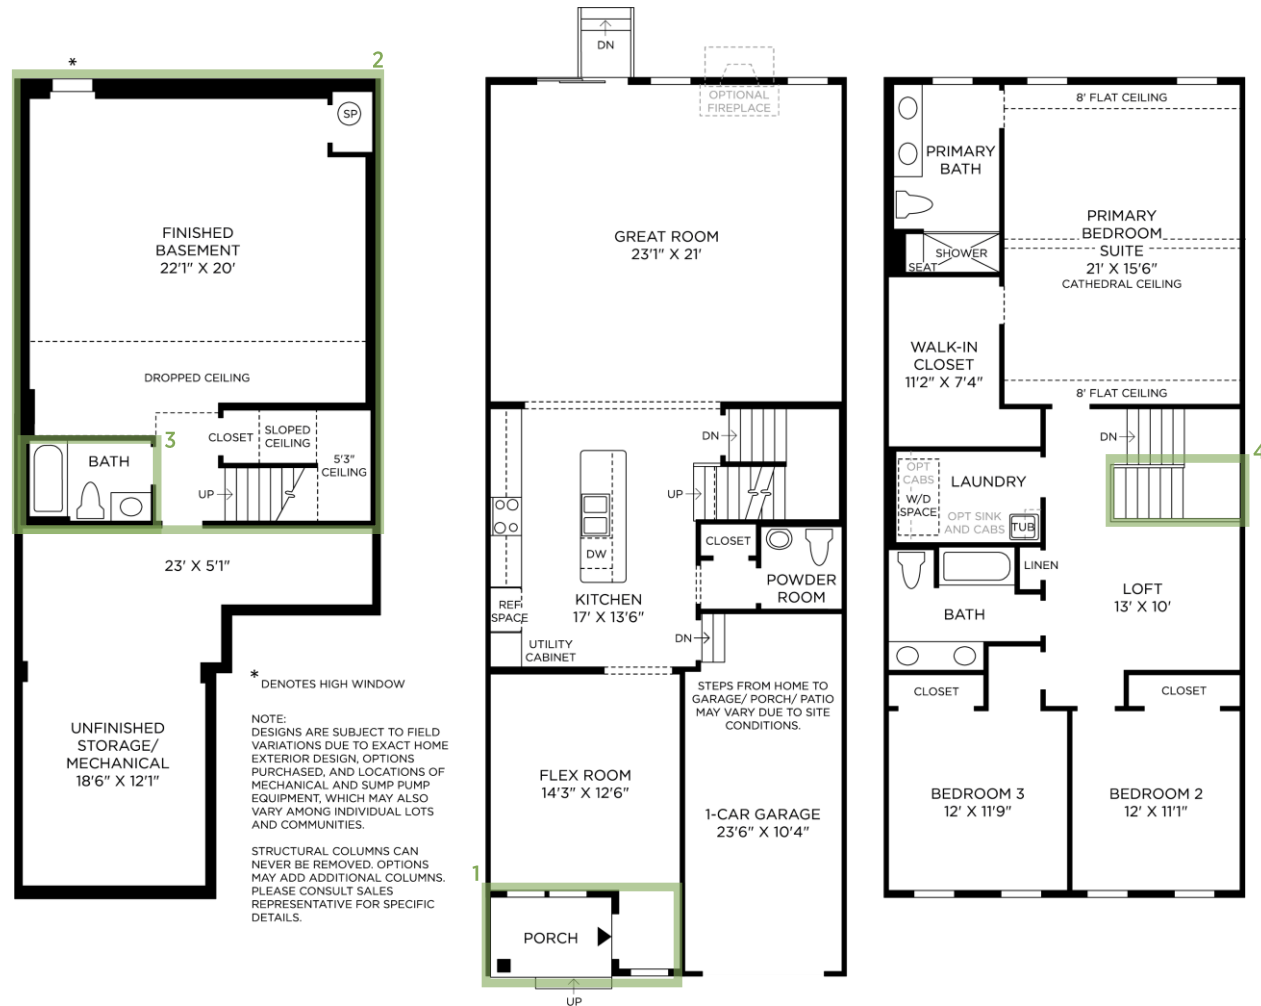 *
2
SP
FINISHED
BASEMENT
22'1" X 20'
DROPPED CEILING
CLOSET
SLOPED
CEILING
5'3"
CEILING
3
BATH
UP
23' X 5'1"
UNFINISHED
STORAGE/
MECHANICAL
18'6" X 12'1"
* DENOTES HIGH WINDOW
NOTE:
DESIGNS ARE SUBJECT TO FIELD
VARIATIONS DUE TO EXACT HOME
EXTERIOR DESIGN, OPTIONS
PURCHASED, AND LOCATIONS OF
MECHANICAL AND SUMP PUMP
EQUIPMENT, WHICH MAY ALSO
VARY AMONG INDIVIDUAL LOTS
AND COMMUNITIES.
STRUCTURAL COLUMNS CAN
NEVER BE REMOVED. OPTIONS
MAY ADD ADDITIONAL COLUMNS.
PLEASE CONSULT SALES
REPRESENTATIVE FOR SPECIFIC
DETAILS.
DN
OPTIONAL
FIREPLACE
GREAT ROOM
23'1" X 21'
DN
UP
CLOSET
DW
POWDER
ROOM
KITCHEN
17' X 13'6"
REF
SPACE
UTILITY
CABINET
DN
STEPS FROM HOME TO
GARAGE/ PORCH/ PATIO
MAY VARY DUE TO SITE
CONDITIONS.
FLEX ROOM
14'3" X 12'6"
1-CAR GARAGE
23'6" X 10'4"
1
PORCH
UP
8' FLAT CEILING
PRIMARY
BATH
PRIMARY
BEDROOM
SUITE
21' X 15'6"
CATHEDRAL CEILING
SHOWER
SEAT
WALK-IN
CLOSET
11'2" X 7'4"
8' FLAT CEILING
DN
4
OPT
CABS
W/D
SPACE
LAUNDRY
OPT SINK
AND CABS
TUB
LINEN
LOFT
13' X 10'
BATH
CLOSET
CLOSET
BEDROOM 3
12' X 11'9"
BEDROOM 2
12' X 11'1"